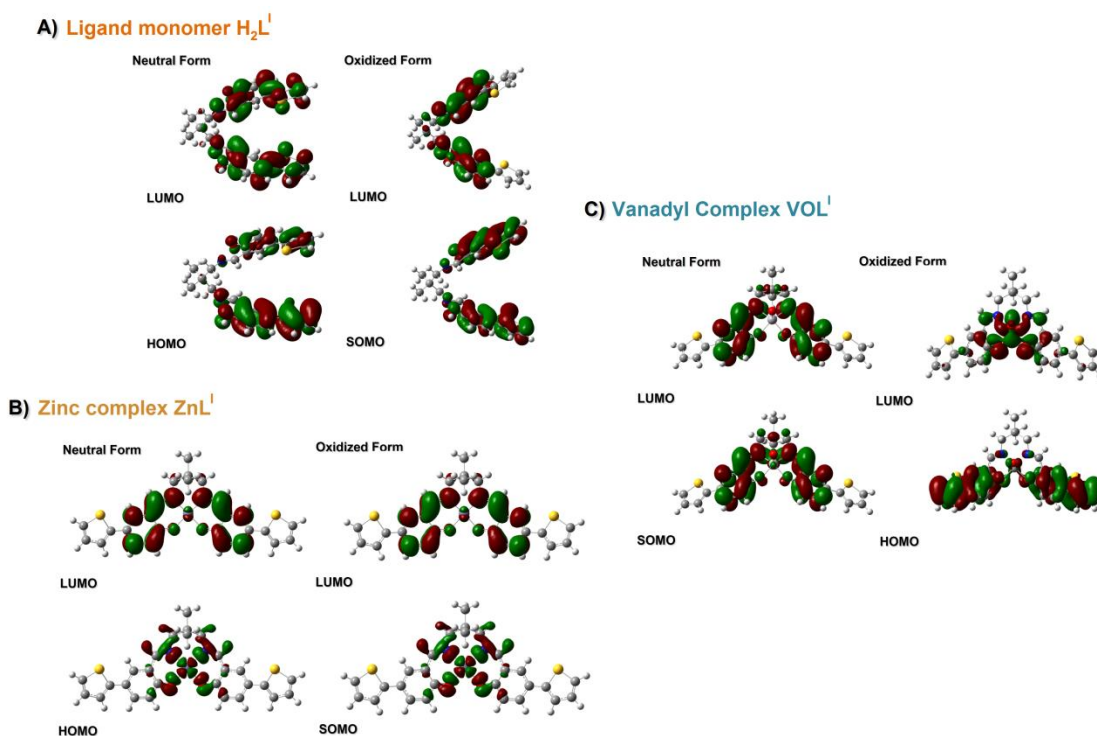 A) Ligand monomer H₂Lᴵ
Neutral Form Oxidized Form
LUMO LUMO
HOMO SOMO
B) Zinc complex ZnLᴵ
Neutral Form Oxidized Form
LUMO LUMO
HOMO SOMO
C) Vanadyl Complex VOLᴵ
Neutral Form Oxidized Form
LUMO LUMO
SOMO HOMO